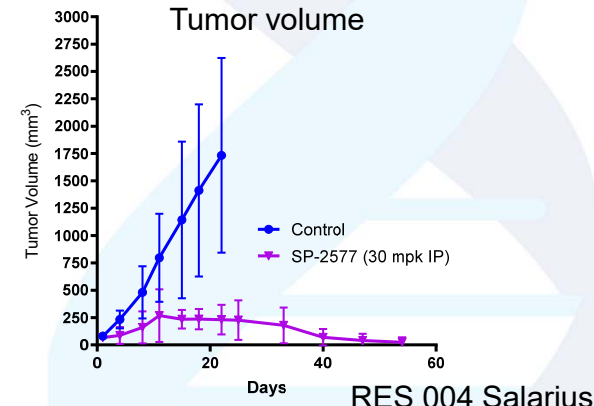 Tumor volume
3000
2750
2500
2250
2000
1750
1500
1250
1000
750
500
250
0
Tumor Volume (mm³)
Control
SP-2577 (30 mpk IP)
0 20 40 60
Days
RES 004 Salarius